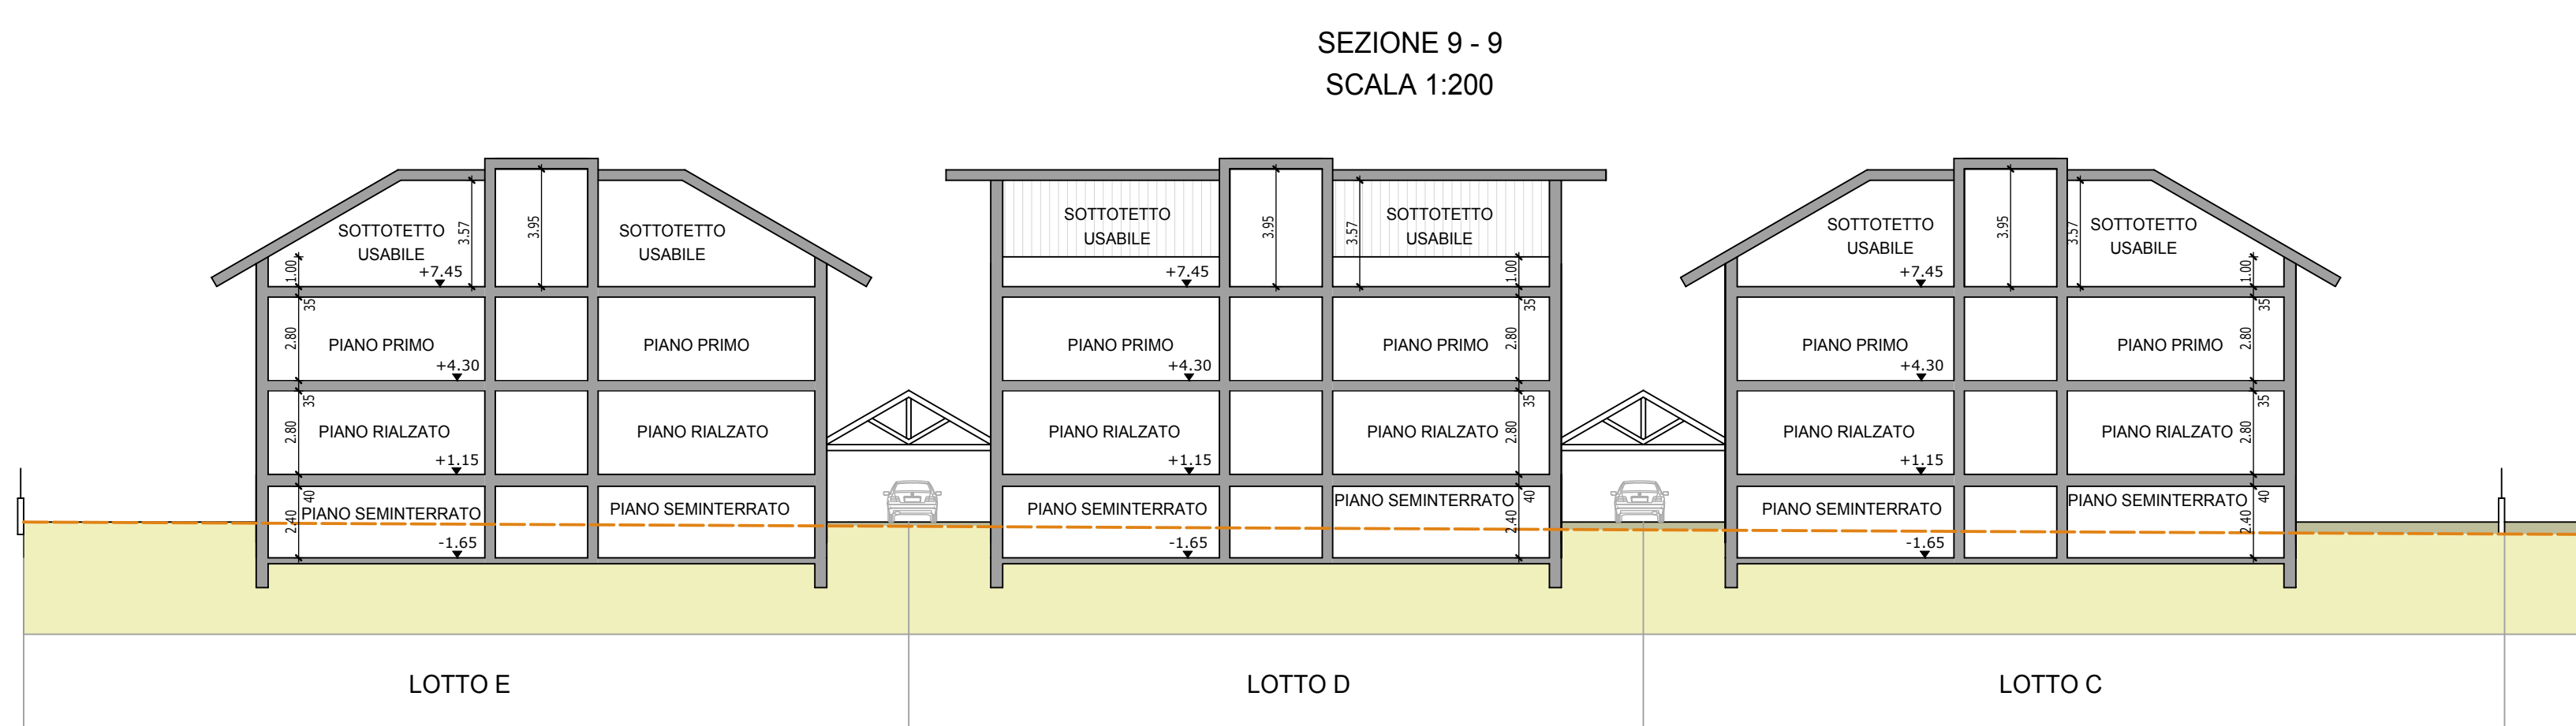 SEZIONE 9 - 9
SCALA 1:200
SOTTOTETTO
USABILE
3.57
3.95
SOTTOTETTO
USABILE
1.00
+7.45
35
2.80
PIANO PRIMO
+4.30
PIANO PRIMO
35
2.80
PIANO RIALZATO
+1.15
PIANO RIALZATO
40
2.40
PIANO SEMINTERRATO
-1.65
PIANO SEMINTERRATO
SOTTOTETTO
USABILE
3.95
3.57
SOTTOTETTO
USABILE
+7.45
1.00
35
PIANO PRIMO
+4.30
PIANO PRIMO
2.80
35
PIANO RIALZATO
+1.15
PIANO RIALZATO
2.80
40
PIANO SEMINTERRATO
-1.65
PIANO SEMINTERRATO
2.40
SOTTOTETTO
USABILE
3.95
3.57
SOTTOTETTO
USABILE
+7.45
1.00
35
PIANO PRIMO
+4.30
PIANO PRIMO
2.80
35
PIANO RIALZATO
+1.15
PIANO RIALZATO
2.80
40
PIANO SEMINTERRATO
-1.65
PIANO SEMINTERRATO
2.40
LOTTO E
LOTTO D
LOTTO C